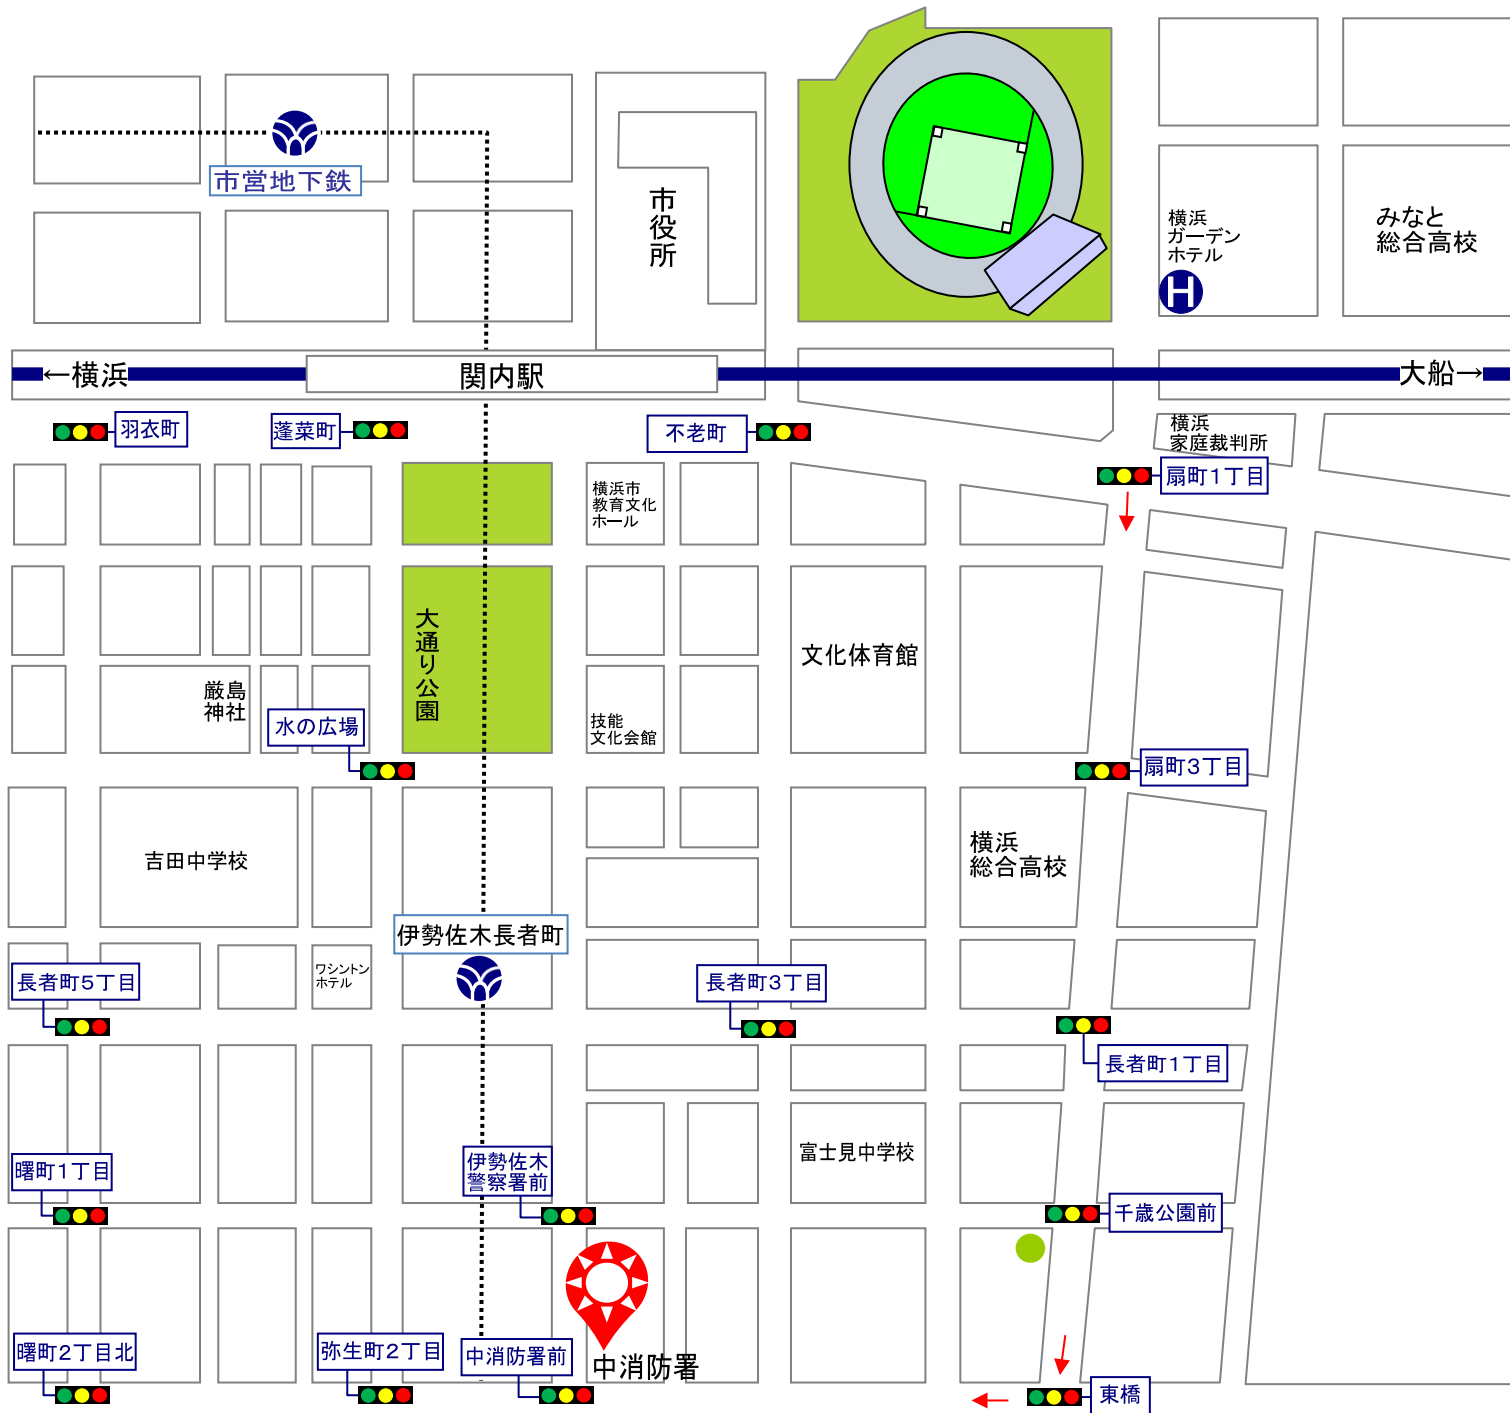 市営地下鉄
市
役
所
横浜
ガーデン
ホテル
H
みなと
総合高校
←横浜
関内駅
大船→
羽衣町
蓬莱町
不老町
横浜
家庭裁判所
扇町1丁目
横浜市
教育文化
ホール
大
通
り
公
園
文化体育館
厳島
神社
水の広場
技能
文化会館
扇町3丁目
吉田中学校
横浜
総合高校
伊勢佐木長者町
長者町5丁目
ワシントン
ホテル
長者町3丁目
長者町1丁目
曙町1丁目
伊勢佐木
警察署前
富士見中学校
千歳公園前
曙町2丁目北
弥生町2丁目
中消防署前
中消防署
東橋